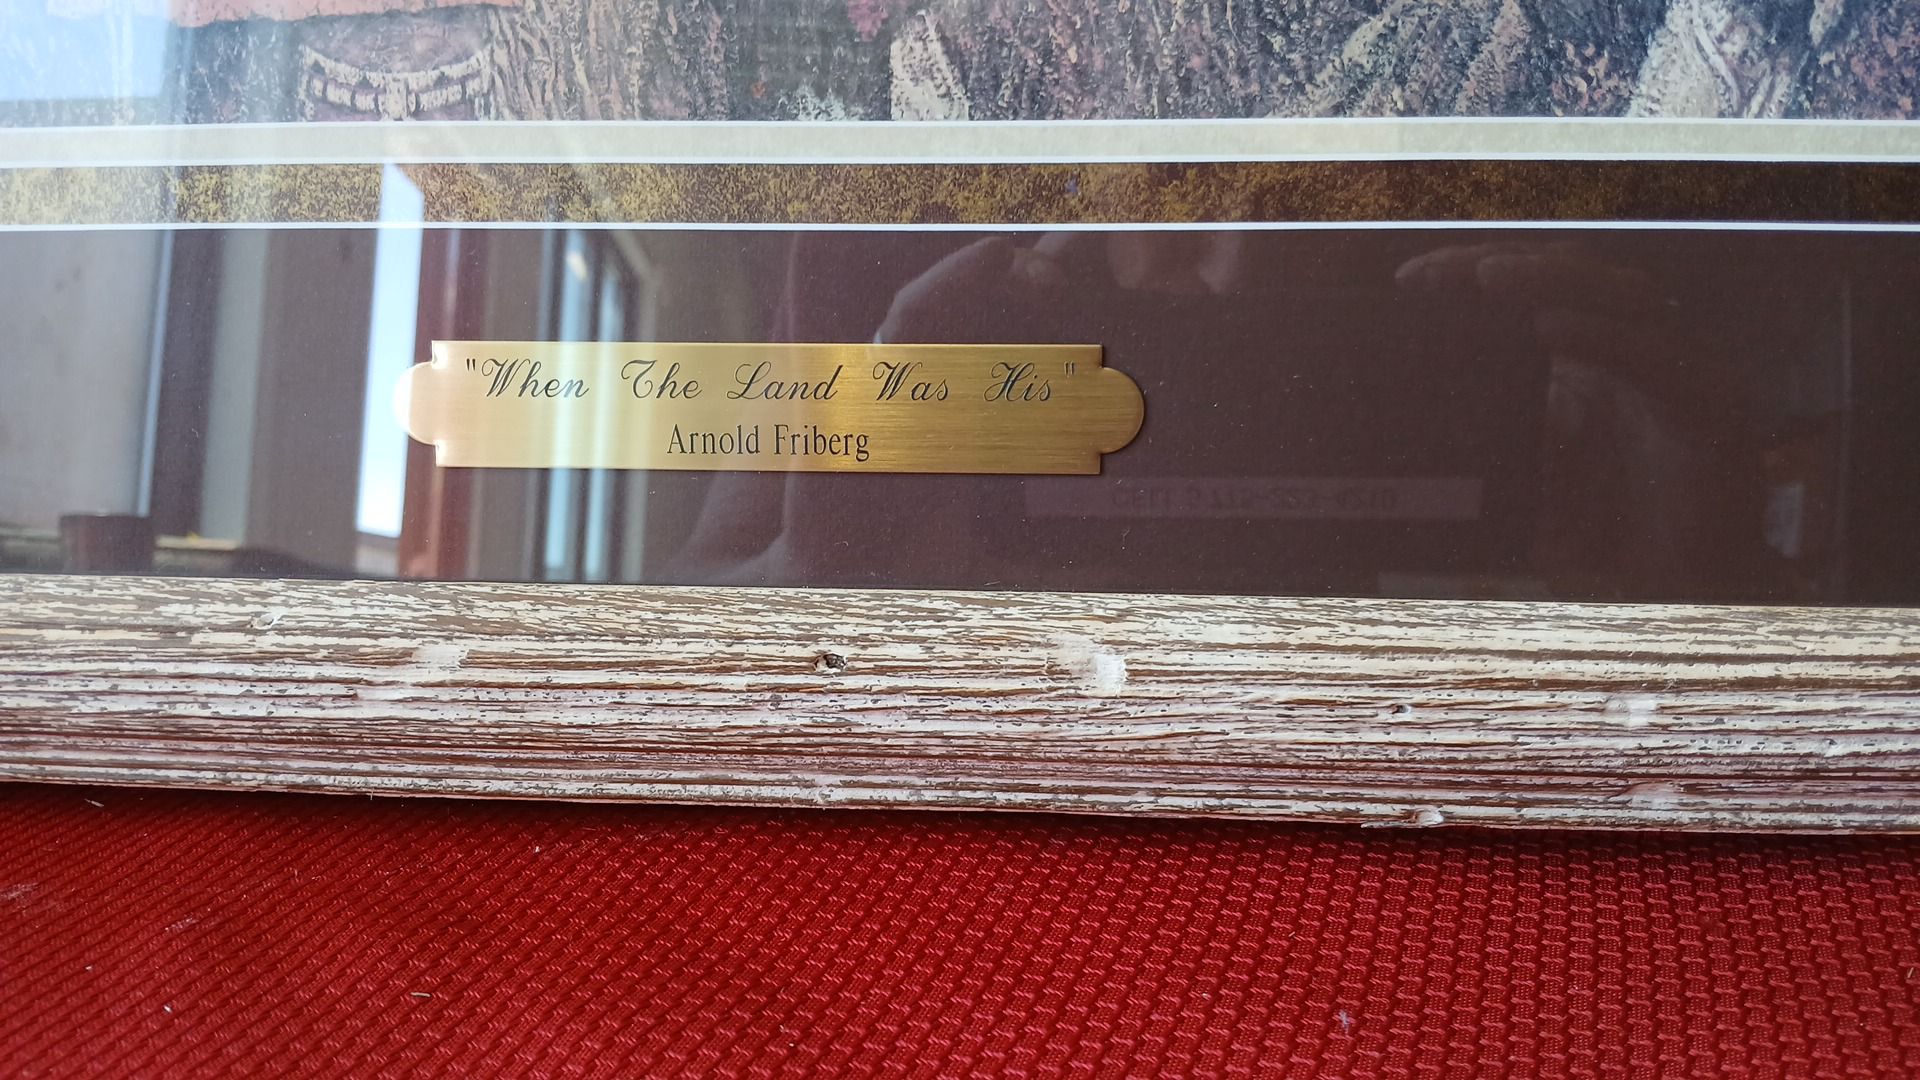 "When The Land Was His"
Arnold Friberg